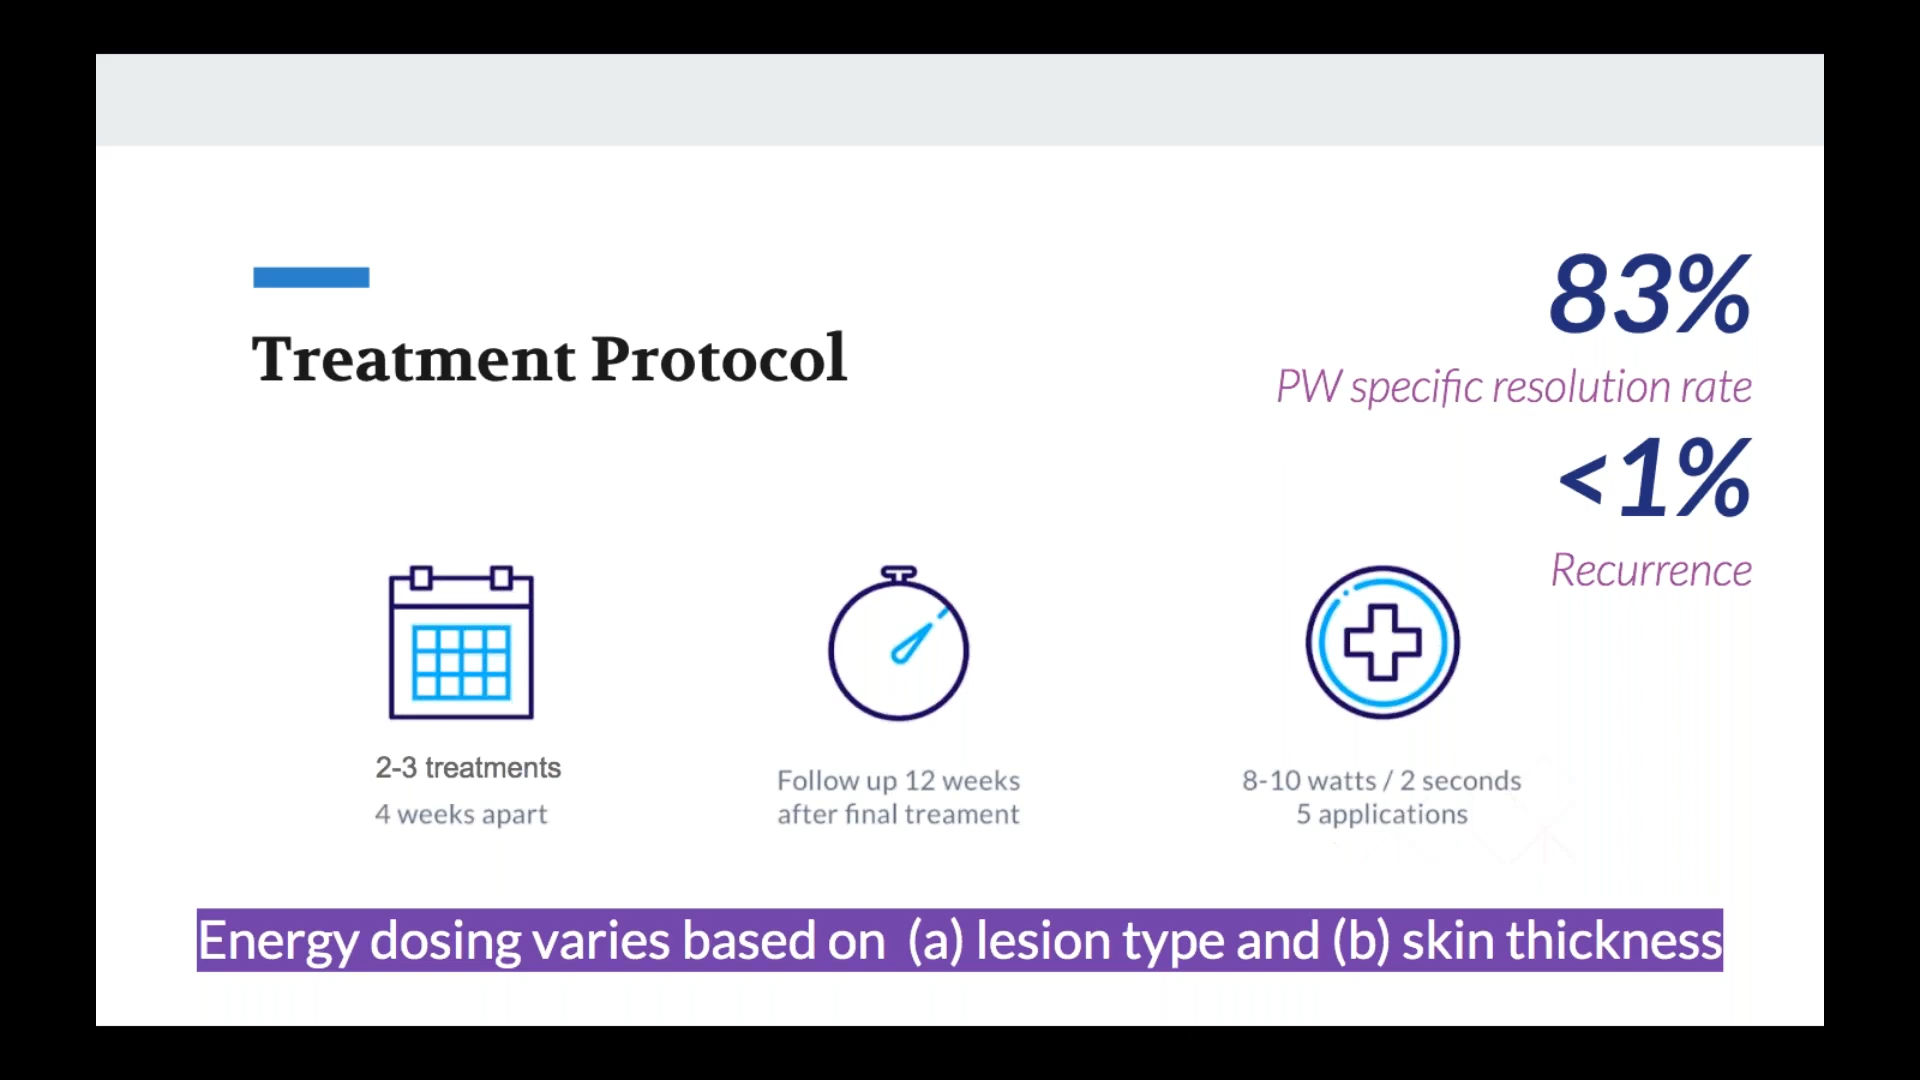 Treatment Protocol
83%
PW specific resolution rate
<1%
Recurrence
2-3 treatments
4 weeks apart
Follow up 12 weeks
after final treament
8-10 watts / 2 seconds
5 applications
Energy dosing varies based on (a) lesion type and (b) skin thickness